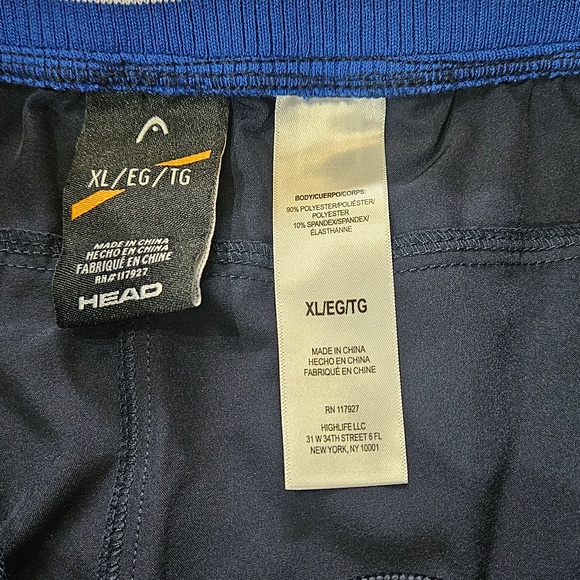 XL/EG/TG
MADE IN CHINA
HECHO EN CHINA
FABRIQUÉ EN CHINE
RN#117927
HEAD
BODY/CUERPO/CORPS:
90% POLYESTER/POLIÉSTER/
POLYESTER
10% SPANDEX/SPANDEX/
ÉLASTHANNE
XL/EG/TG
MADE IN CHINA
HECHO EN CHINA
FABRIQUÉ EN CHINE
RN 117927
HIGHLIFE LLC
31 W 34TH STREET 6 FL
NEW YORK, NY 10001